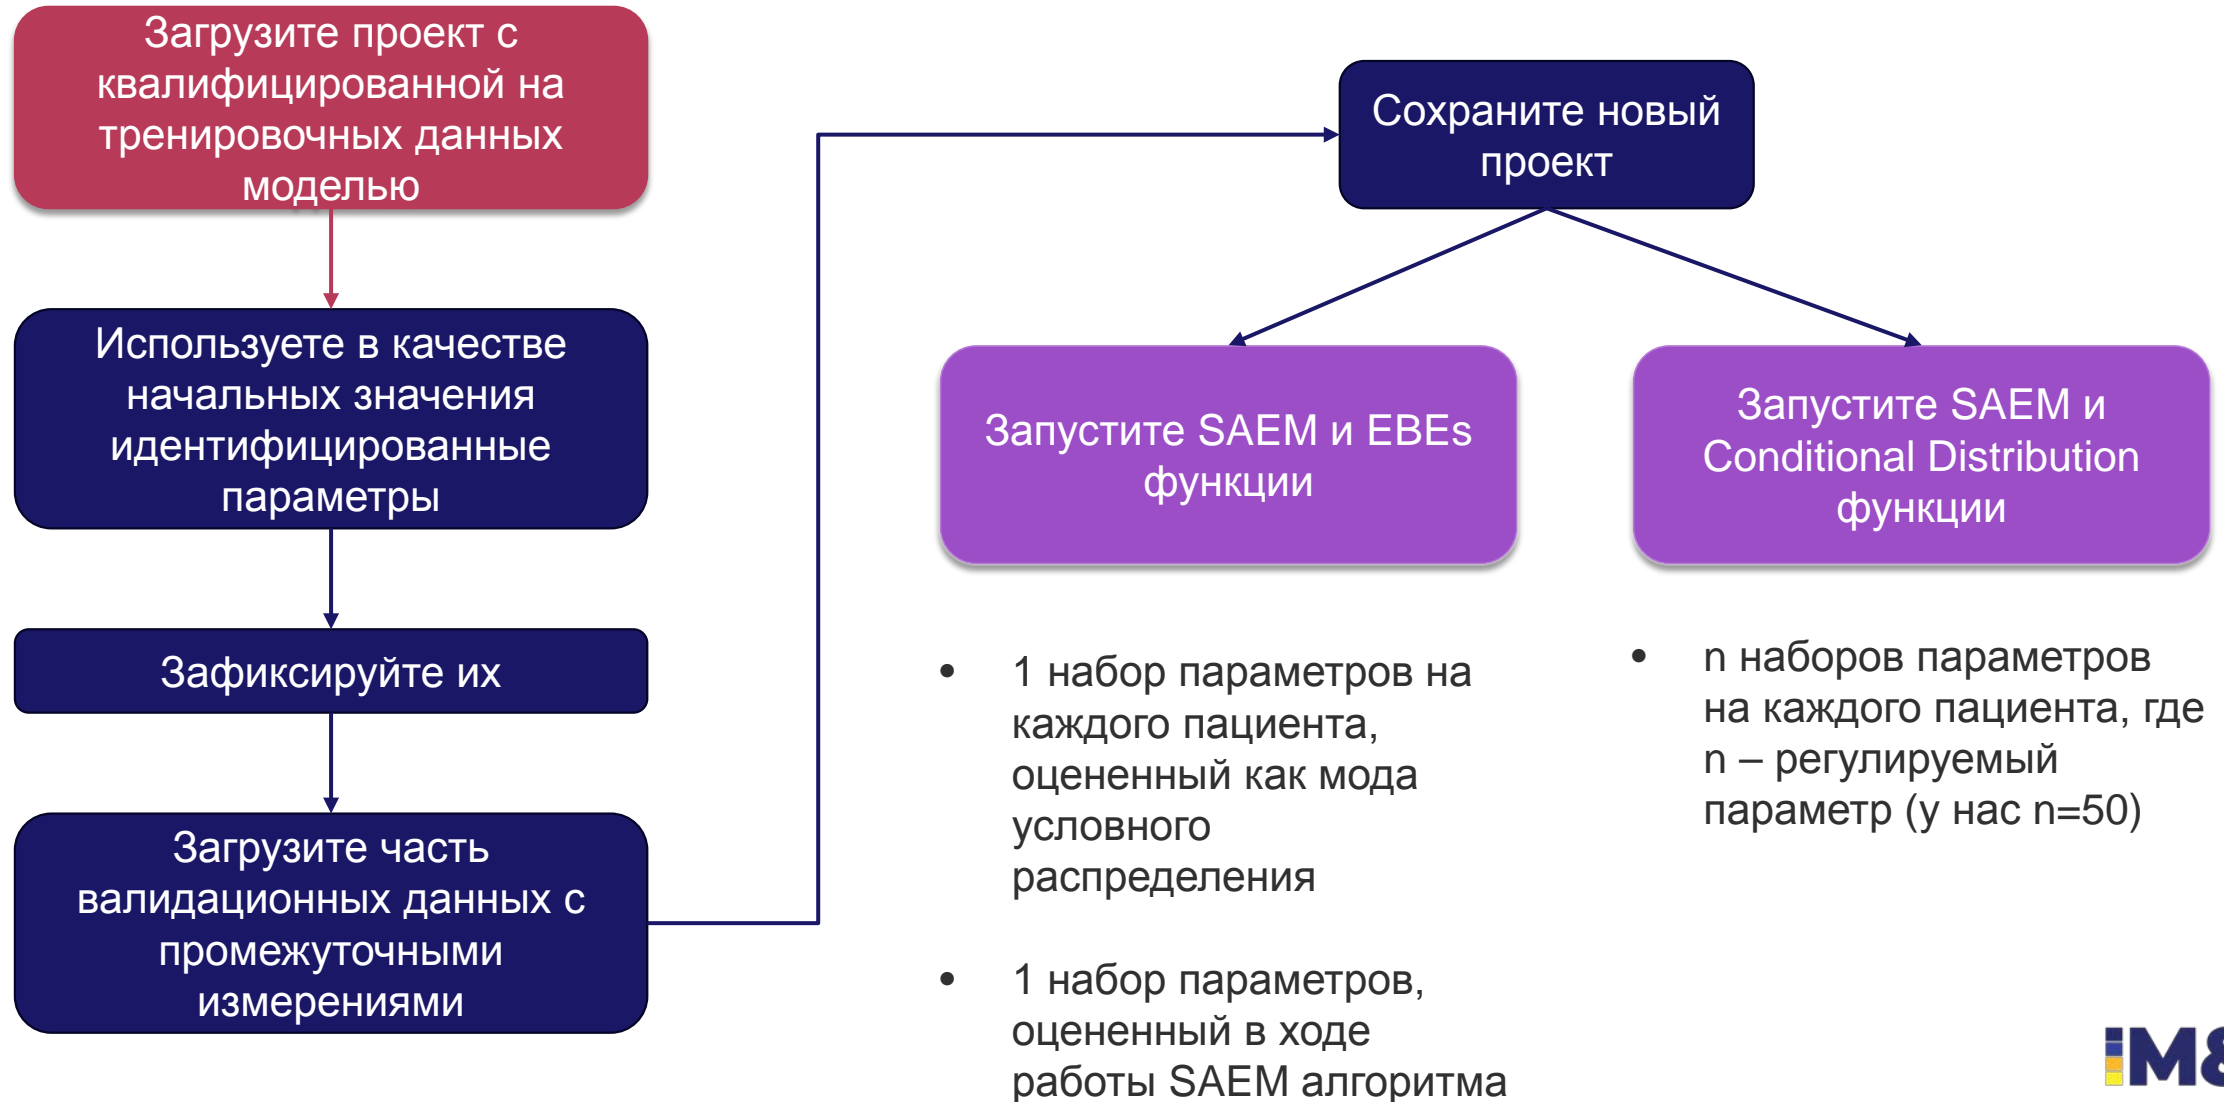 Загрузите проект с
квалифицированной на
тренировочных данных
моделью
Используете в качестве
начальных значения
идентифицированные
параметры
Зафиксируйте их
Загрузите часть
валидационных данных с
промежуточными
измерениями
Сохраните новый
проект
Запустите SAEM и EBEs
функции
• 1 набор параметров на
каждого пациента,
оцененный как мода
условного
распределения
• 1 набор параметров,
оцененный в ходе
работы SAEM алгоритма
Запустите SAEM и
Conditional Distribution
функции
• n наборов параметров
на каждого пациента, где
n – регулируемый
параметр (у нас n=50)
M&